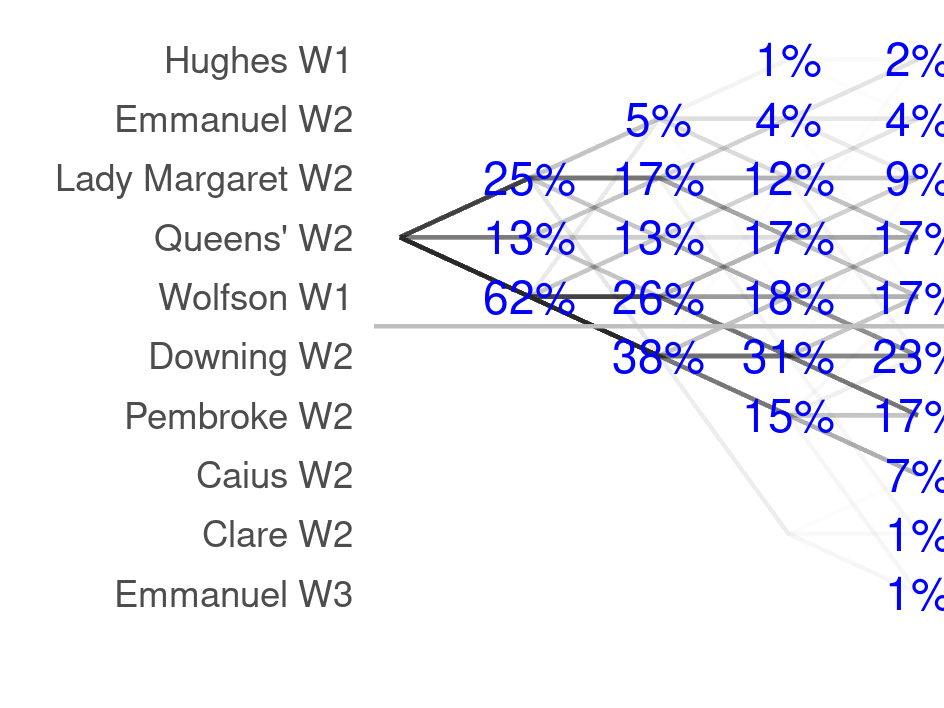 Hughes W1 1% 2%
Emmanuel W2 5% 4% 4%
Lady Margaret W2 25% 17% 12% 9%
Queens' W2 13% 13% 17% 17%
Wolfson W1 62% 26% 18% 17%
Downing W2 38% 31% 23%
Pembroke W2 15% 17%
Caius W2 7%
Clare W2 1%
Emmanuel W3 1%